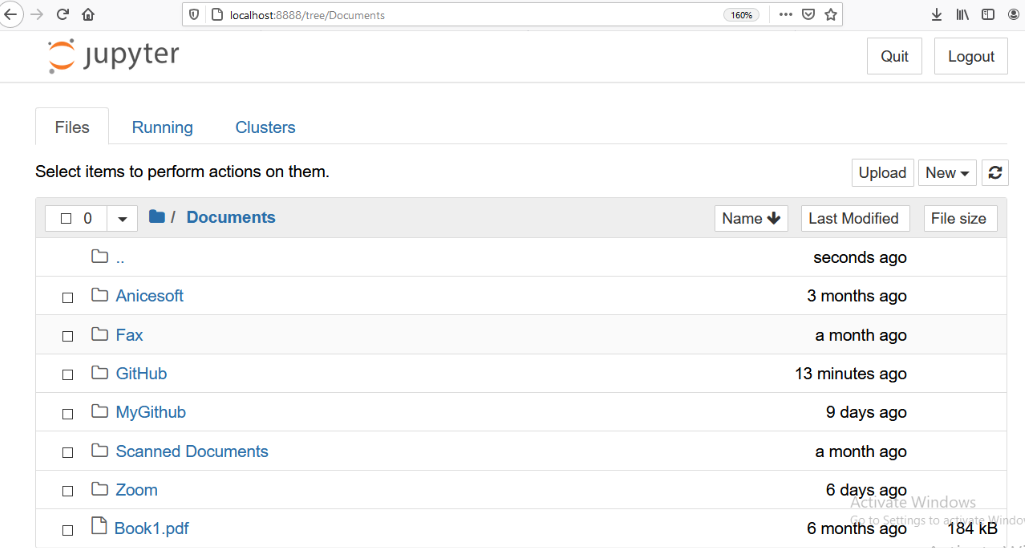 localhost:8888/tree/Documents 160%
jupyter Quit Logout
Files Running Clusters
Select items to perform actions on them. Upload New
0 / Documents Name Last Modified File size
.. seconds ago
Anicesoft 3 months ago
Fax a month ago
GitHub 13 minutes ago
MyGithub 9 days ago
Scanned Documents a month ago
Zoom 6 days ago
Activate Windows
Go to Settings to activate Windo
Book1.pdf 6 months ago 184 kB